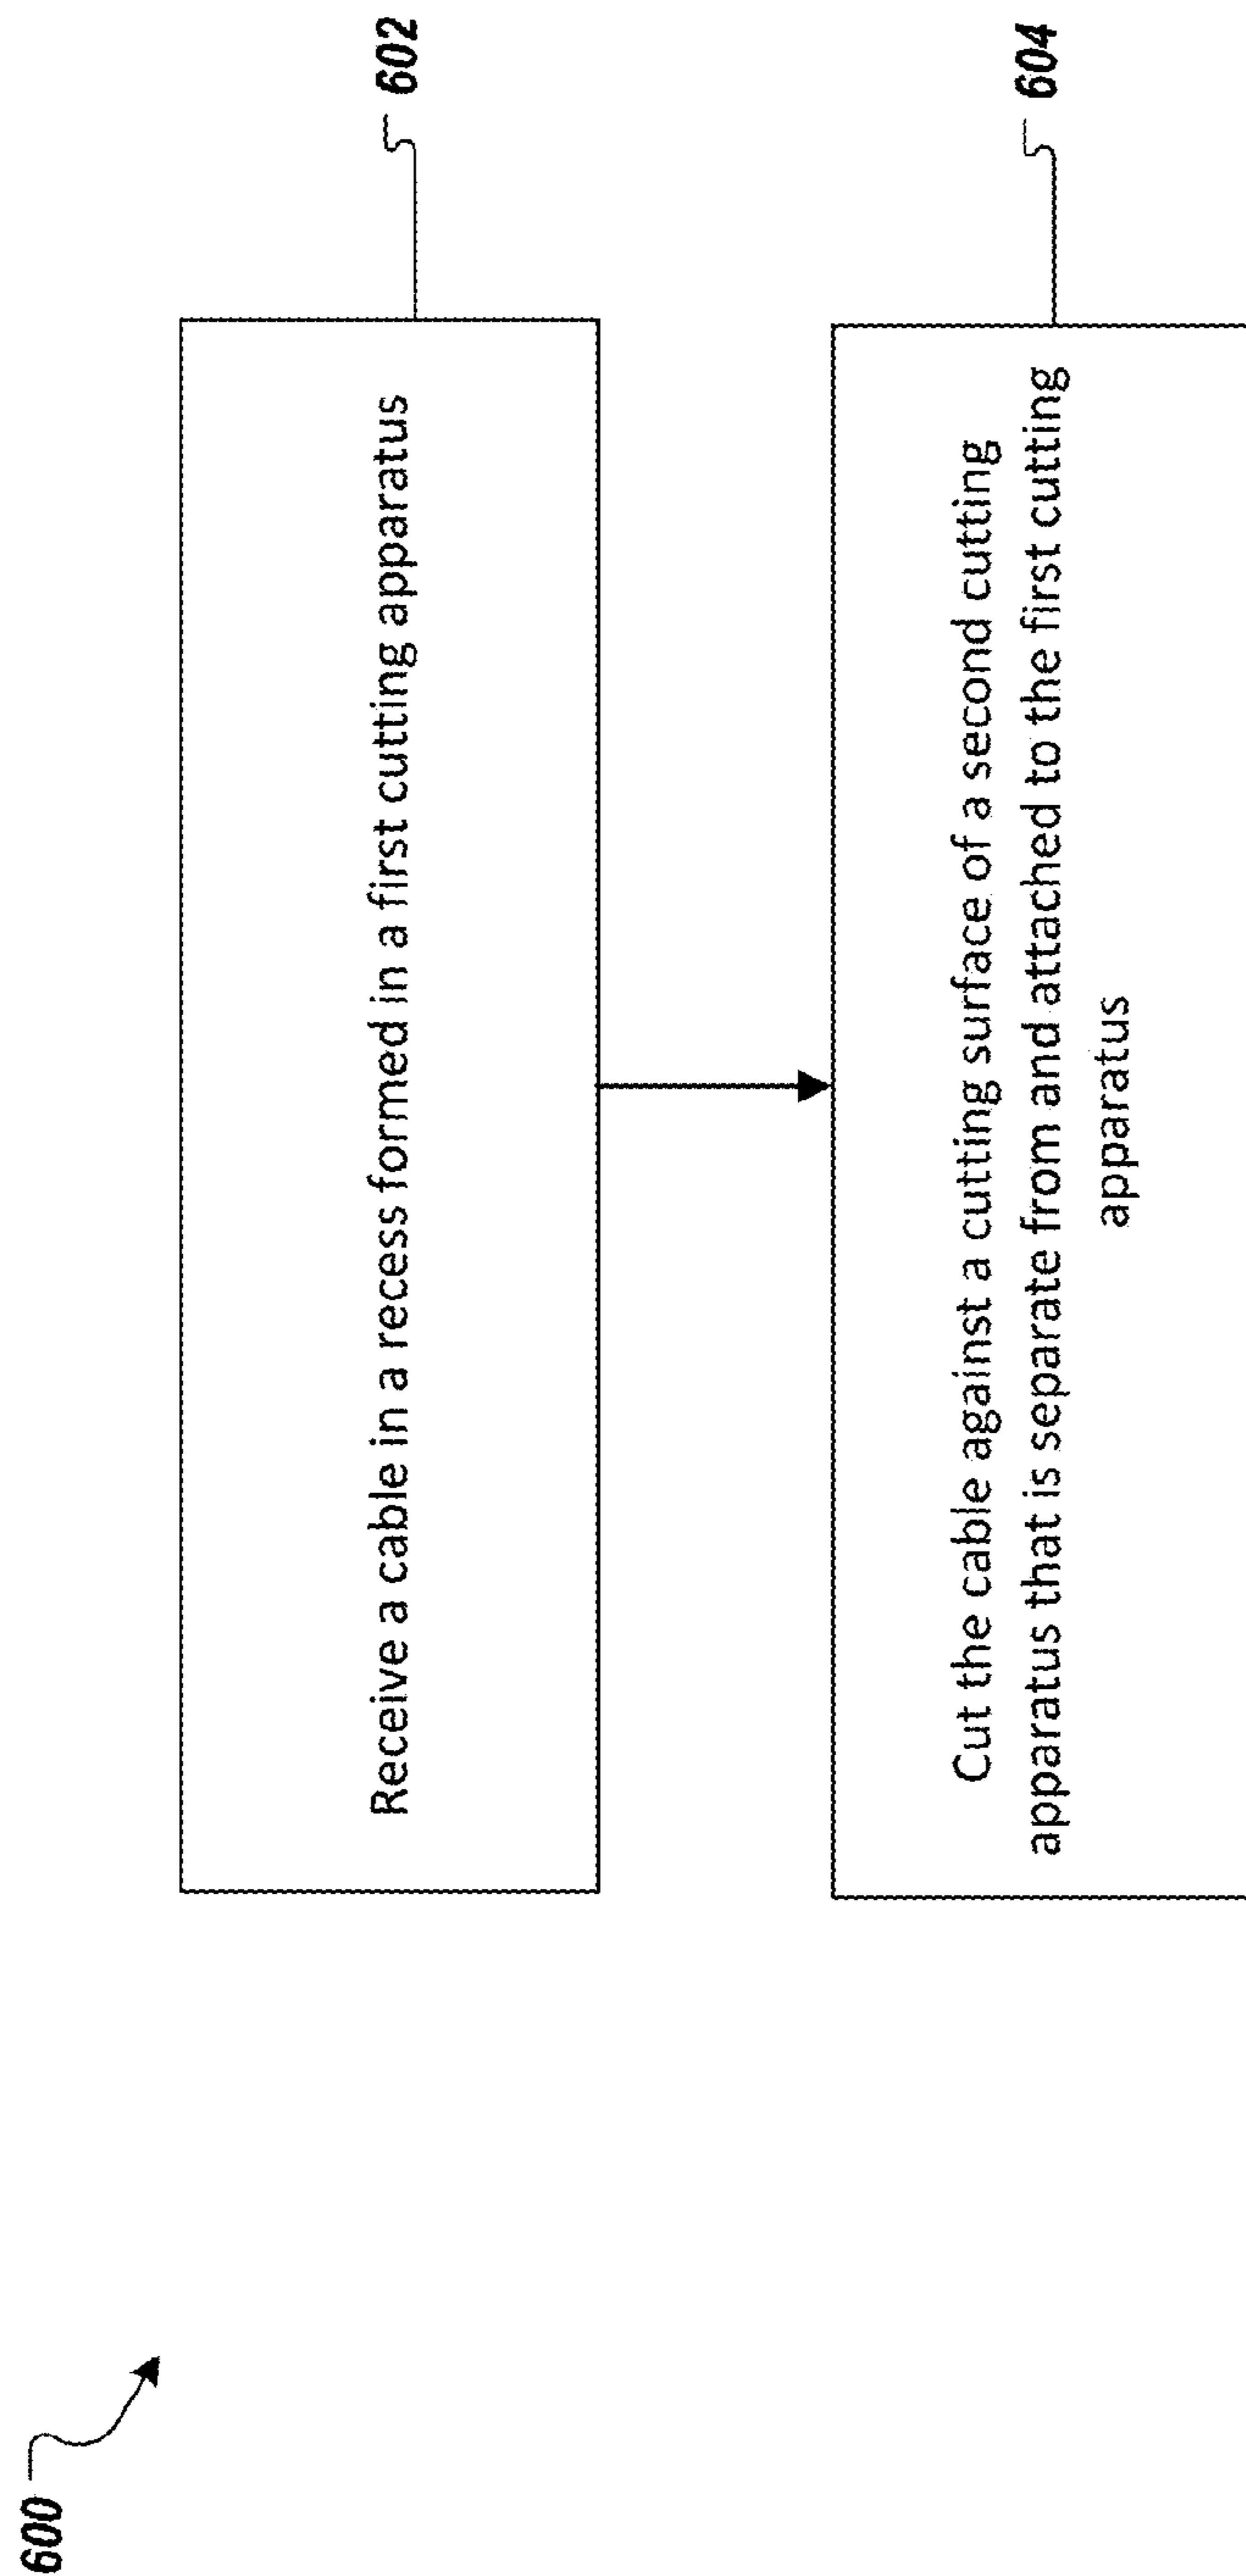 600
Receive a cable in a recess formed in a first cutting apparatus
602
Cut the cable against a cutting surface of a second cutting
apparatus that is separate from and attached to the first cutting
apparatus
604